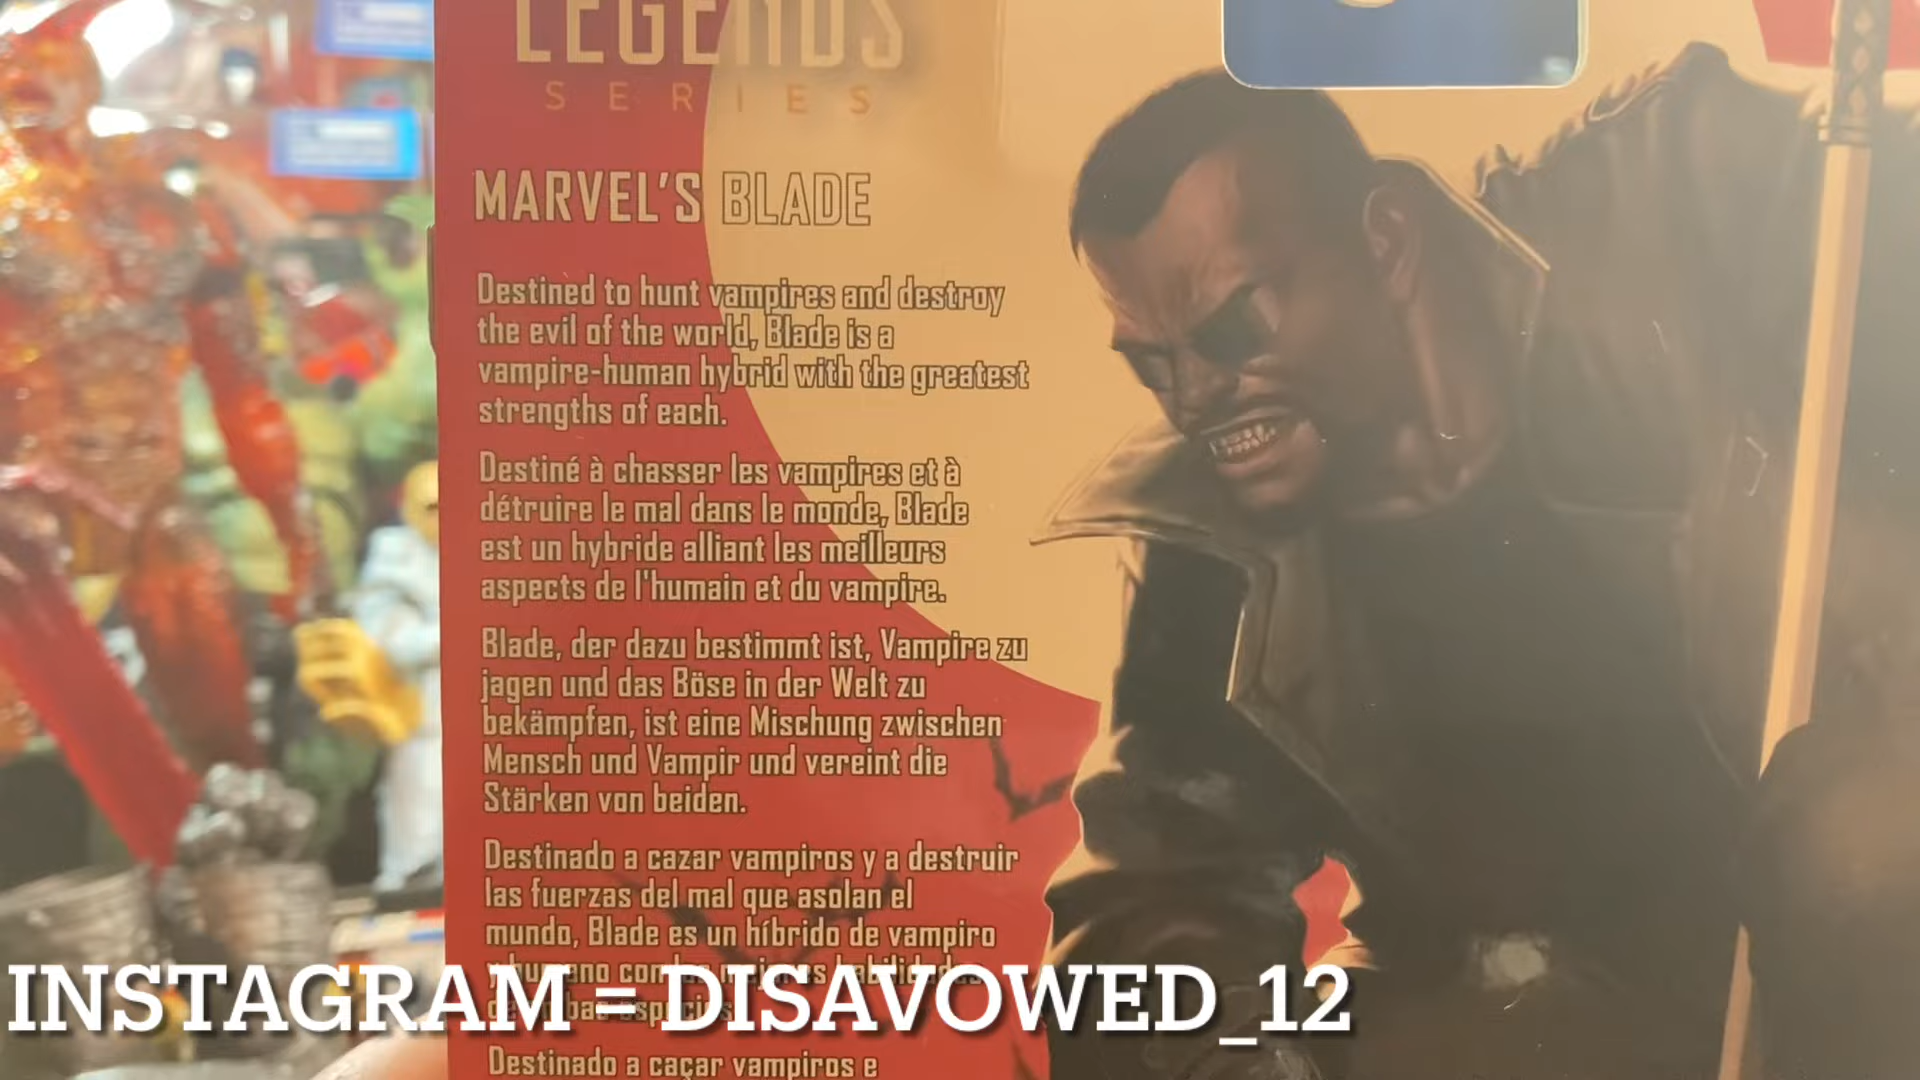 LEGENDS
SERIES
MARVEL'S BLADE
Destined to hunt vampires and destroy
the evil of the world, Blade is a
vampire-human hybrid with the greatest
strengths of each.
Destiné à chasser les vampires et à
détruire le mal dans le monde, Blade
est un hybride alliant les meilleurs
aspects de l'humain et du vampire.
Blade, der dazu bestimmt ist, Vampire zu
jagen und das Böse in der Welt zu
bekämpfen, ist eine Mischung zwischen
Mensch und Vampir und vereint die
Stärken von beiden.
Destinado a cazar vampiros y a destruir
las fuerzas del mal que asolan el
mundo, Blade es un híbrido de vampiro
y humano con
INSTAGRAM = DISAVOWED_12
Destinado a caçar vampiros e